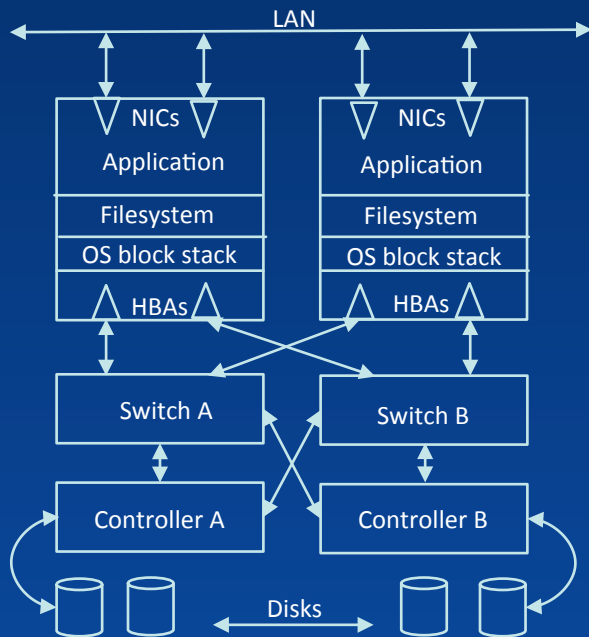 LAN
NICs NICs
Application Application
Filesystem Filesystem
OS block stack OS block stack
HBAs HBAs
Switch A Switch B
Controller A Controller B
Disks